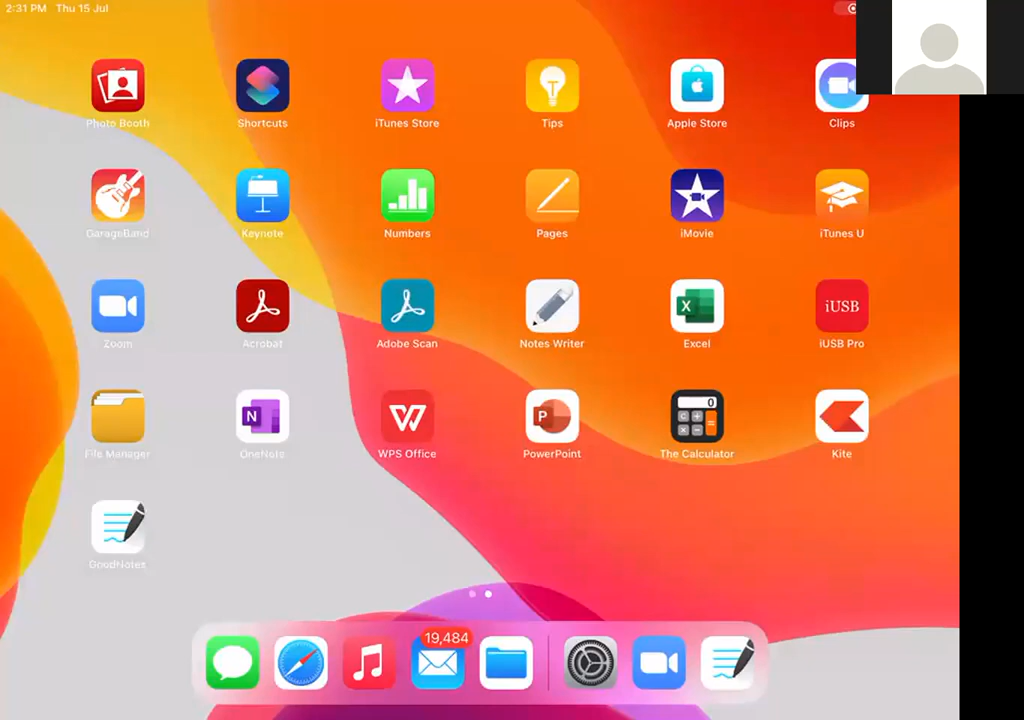 2:31 PM Thu 15 Jul
Photo Booth Shortcuts iTunes Store Tips Apple Store Clips
GarageBand Keynote Numbers Pages iMovie iTunes U
iUSB
Zoom Acrobat Adobe Scan Notes Writer Excel iUSB Pro
File Manager OneNote WPS Office PowerPoint The Calculator Kite
GoodNotes
19,484